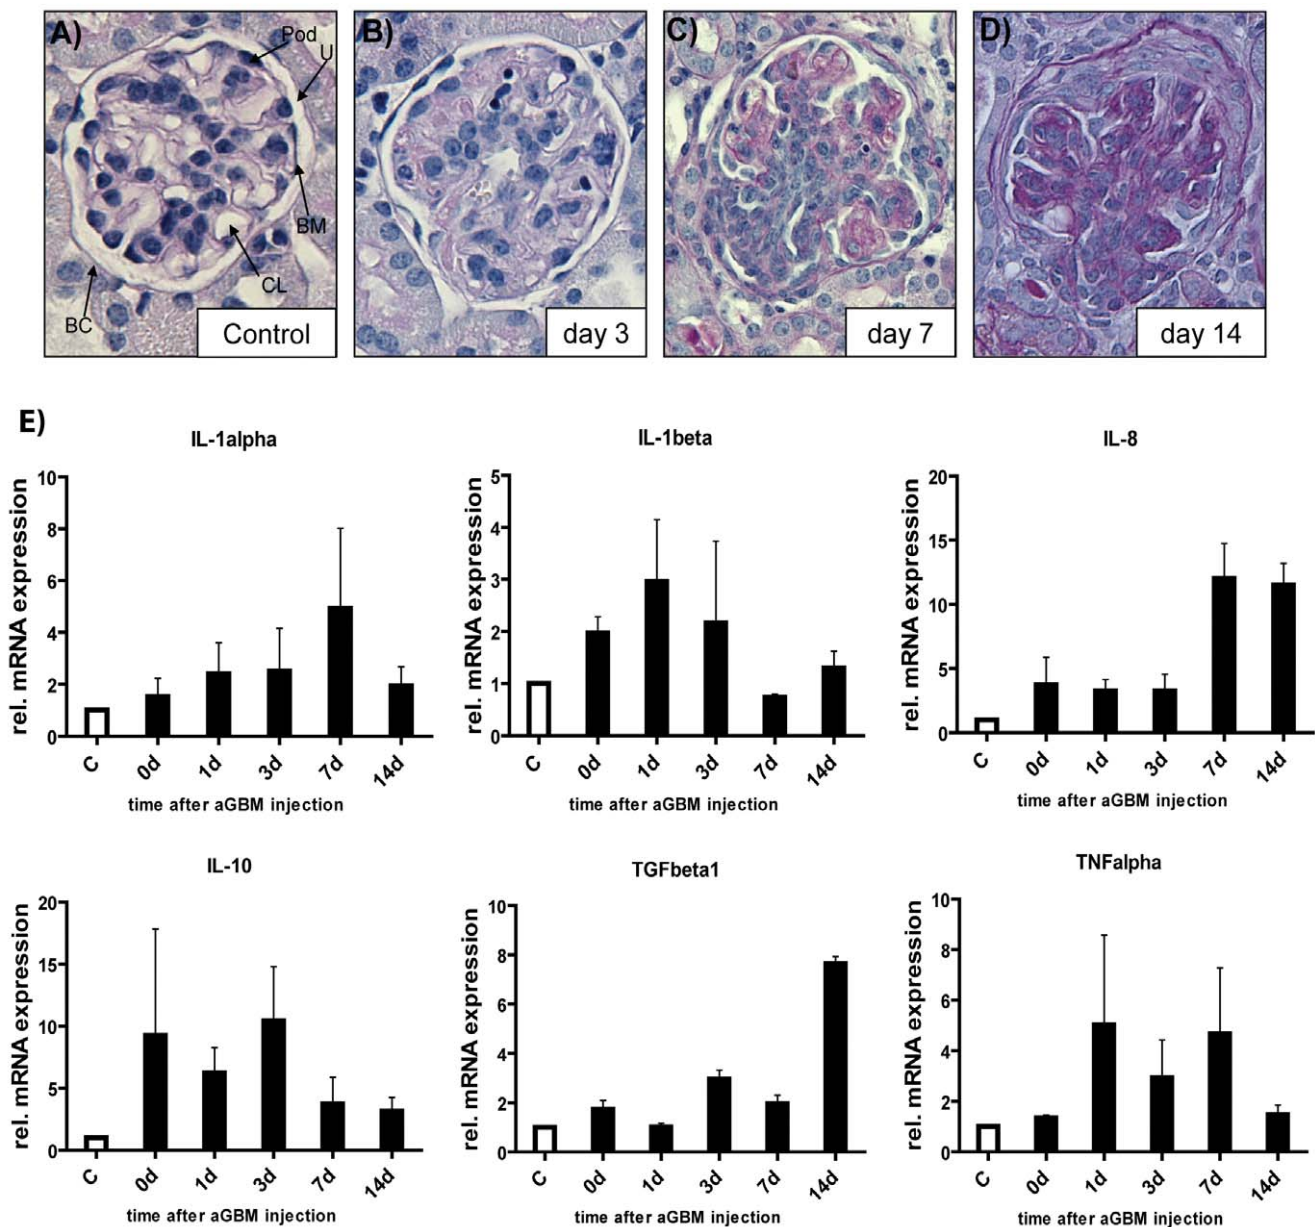 A) B) C) D)
Pod
U
BM
CL
BC
Control day 3 day 7 day 14
E)
IL-1alpha
rel. mRNA expression
10
8
6
4
2
0
C 0d 1d 3d 7d 14d
time after aGBM injection
IL-1beta
rel. mRNA expression
5
4
3
2
1
0
C 0d 1d 3d 7d 14d
time after aGBM injection
IL-8
rel. mRNA expression
20
15
10
5
0
C 0d 1d 3d 7d 14d
time after aGBM injection
IL-10
rel. mRNA expression
20
15
10
5
0
C 0d 1d 3d 7d 14d
time after aGBM injection
TGFbeta1
rel. mRNA expression
10
8
6
4
2
0
C 0d 1d 3d 7d 14d
time after aGBM injection
TNFalpha
rel. mRNA expression
10
8
6
4
2
0
C 0d 1d 3d 7d 14d
time after aGBM injection